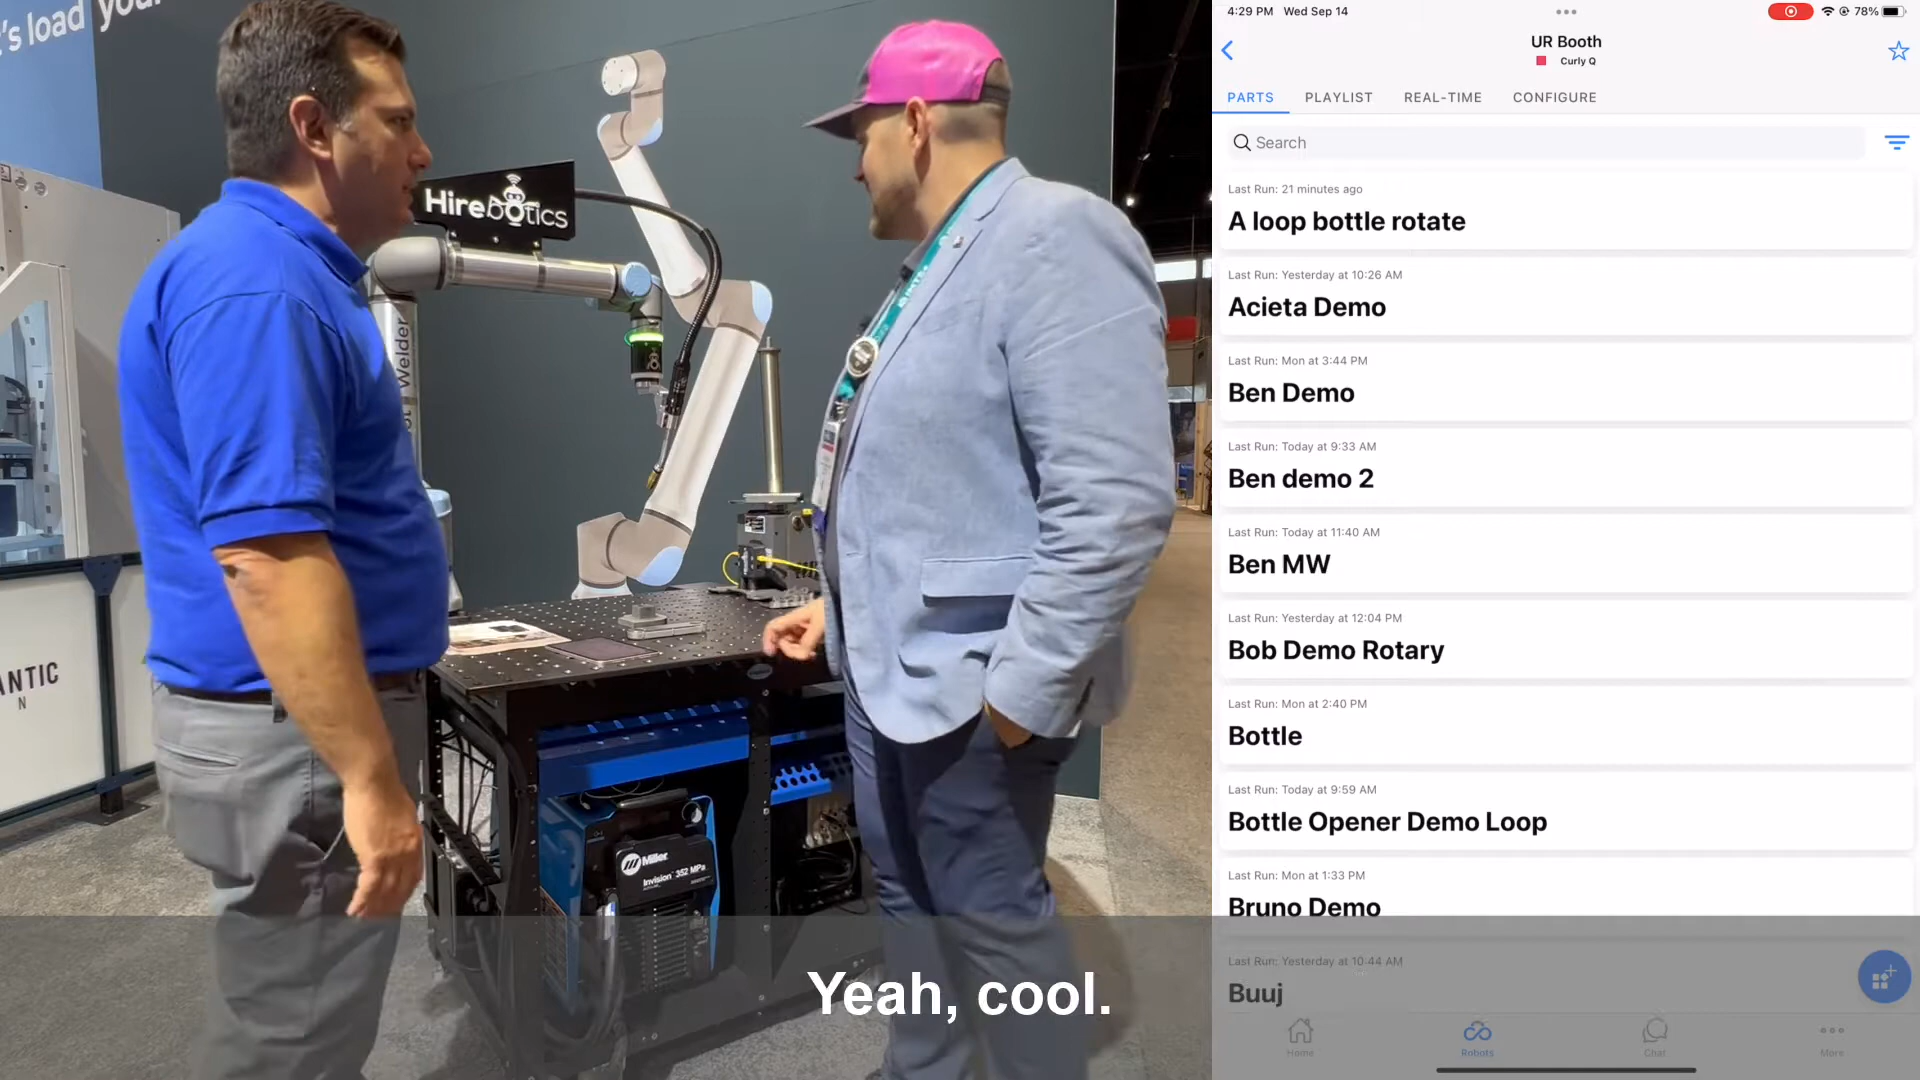 's load you
Hirebotics
Welder
ANTIC
N
Miller
Invision 352 MPa
Yeah, cool.
4:29 PM Wed Sep 14
78%
UR Booth
Curly Q
PARTS PLAYLIST REAL-TIME CONFIGURE
Search
Last Run: 21 minutes ago
A loop bottle rotate
Last Run: Yesterday at 10:26 AM
Acieta Demo
Last Run: Mon at 3:44 PM
Ben Demo
Last Run: Today at 9:33 AM
Ben demo 2
Last Run: Today at 11:40 AM
Ben MW
Last Run: Yesterday at 12:04 PM
Bob Demo Rotary
Last Run: Mon at 2:40 PM
Bottle
Last Run: Today at 9:59 AM
Bottle Opener Demo Loop
Last Run: Mon at 1:33 PM
Bruno Demo
Last Run: Yesterday at 10:44 AM
Buuj
Home Robots Chat More